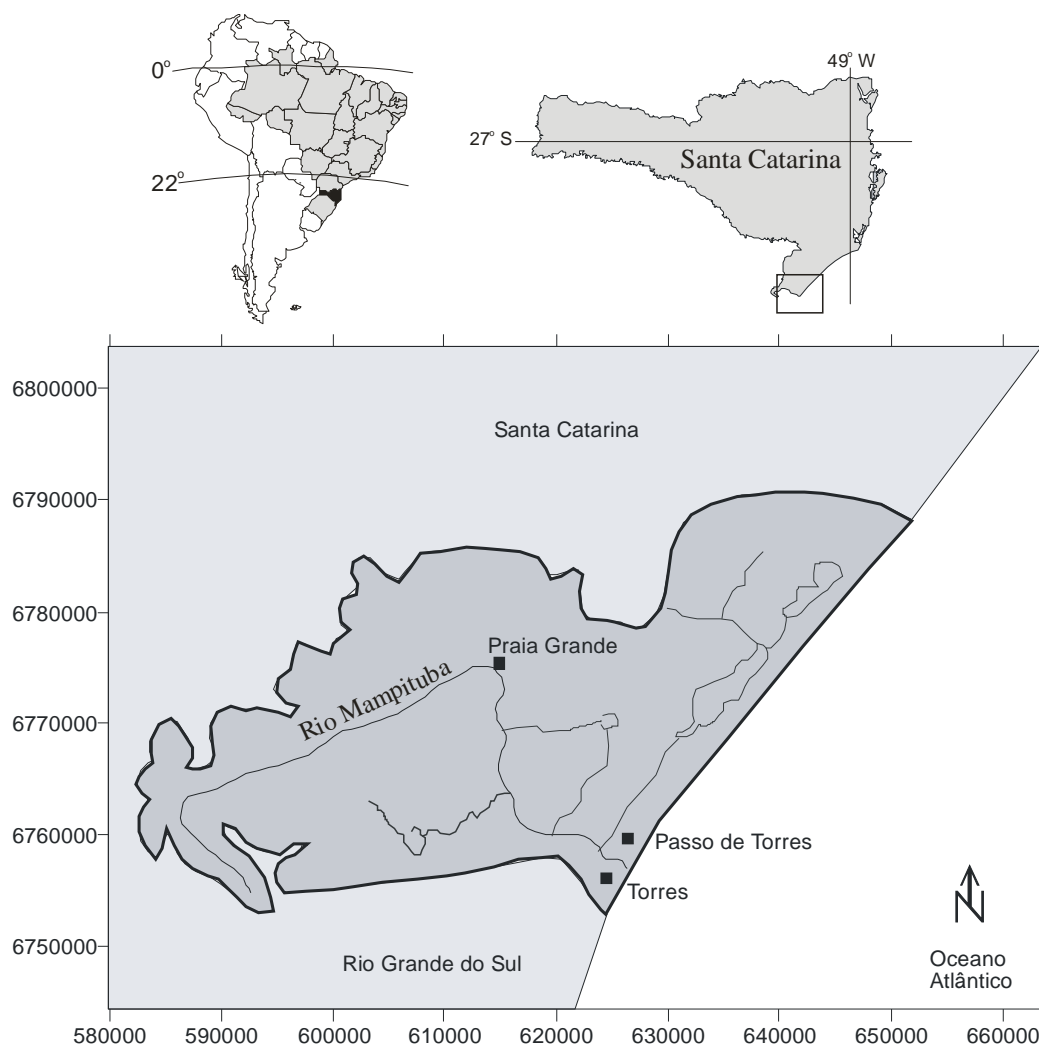 0°
22°
49° W
27° S
Santa Catarina
6800000
Santa Catarina
6790000
6780000
Praia Grande
Rio Mampituba
6770000
6760000
Passo de Torres
Torres
6750000
Rio Grande do Sul
N
Oceano
Atlântico
580000 590000 600000 610000 620000 630000 640000 650000 660000